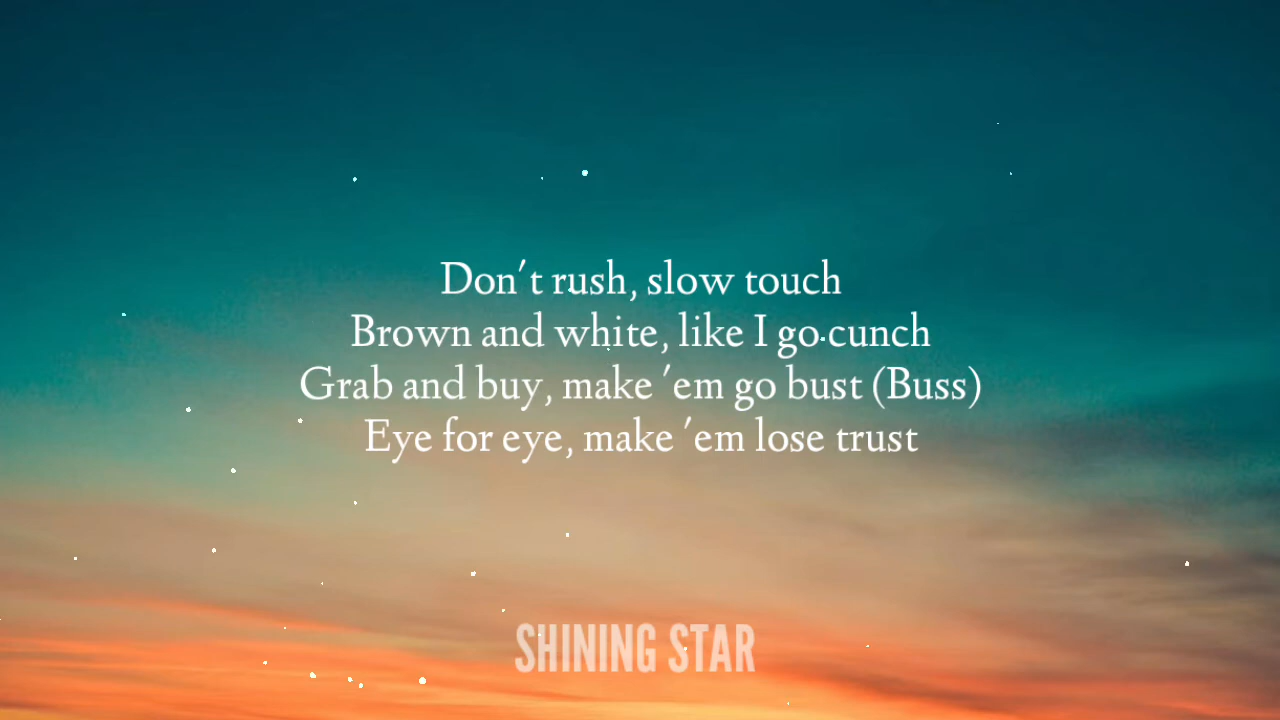 Don't rush, slow touch
Brown and white, like I go cunch
Grab and buy, make 'em go bust (Buss)
Eye for eye, make 'em lose trust
SHINING STAR